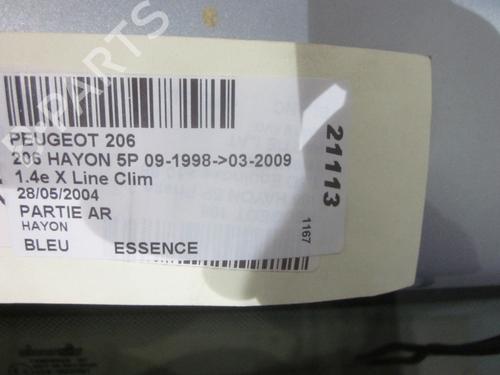 PARTS
PEUGEOT 206
206 HAYON 5P 09-1998->03-2009
1.4e X Line Clim
28/05/2004
PARTIE AR
HAYON
BLEU ESSENCE
21113
1167